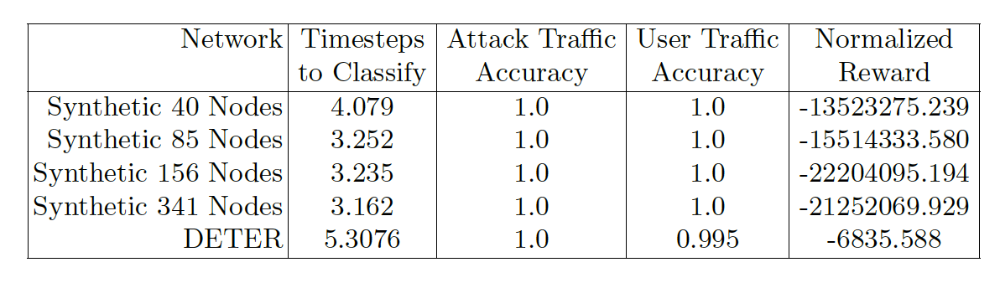 Network Timesteps Attack Traffic User Traffic Normalized
to Classify Accuracy Accuracy Reward
Synthetic 40 Nodes 4.079 1.0 1.0 -13523275.239
Synthetic 85 Nodes 3.252 1.0 1.0 -15514333.580
Synthetic 156 Nodes 3.235 1.0 1.0 -22204095.194
Synthetic 341 Nodes 3.162 1.0 1.0 -21252069.929
DETER 5.3076 1.0 0.995 -6835.588